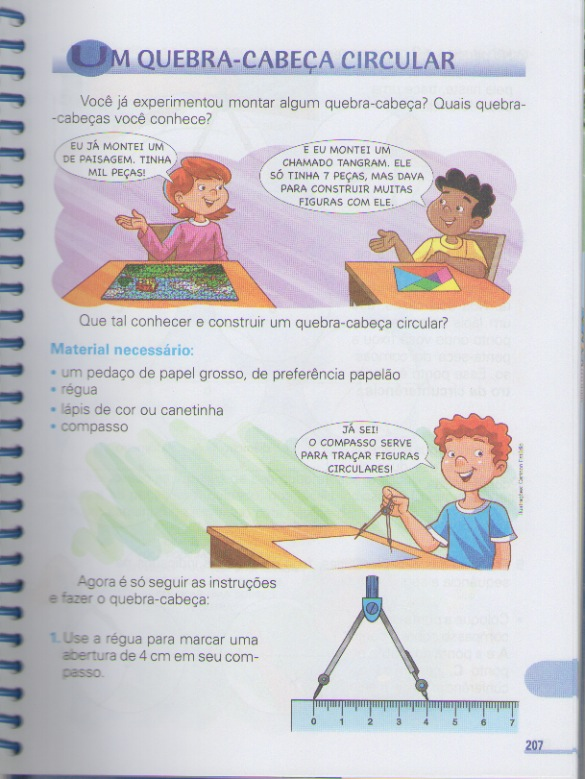 UM QUEBRA-CABEÇA CIRCULAR
Você já experimentou montar algum quebra-cabeça? Quais quebra-
-cabeças você conhece?
EU JÁ MONTEI UM
DE PAISAGEM. TINHA
MIL PEÇAS!
E EU MONTEI UM
CHAMADO TANGRAM. ELE
SÓ TINHA 7 PEÇAS, MAS DAVA
PARA CONSTRUIR MUITAS
FIGURAS COM ELE.
Que tal conhecer e construir um quebra-cabeça circular?
Material necessário:
• um pedaço de papel grosso, de preferência papelão
• régua
• lápis de cor ou canetinha
• compasso
JÁ SEI!
O COMPASSO SERVE
PARA TRAÇAR FIGURAS
CIRCULARES!
Agora é só seguir as instruções
e fazer o quebra-cabeça:
1. Use a régua para marcar uma
abertura de 4 cm em seu com-
passo.
0 1 2 3 4 5 6 7
207